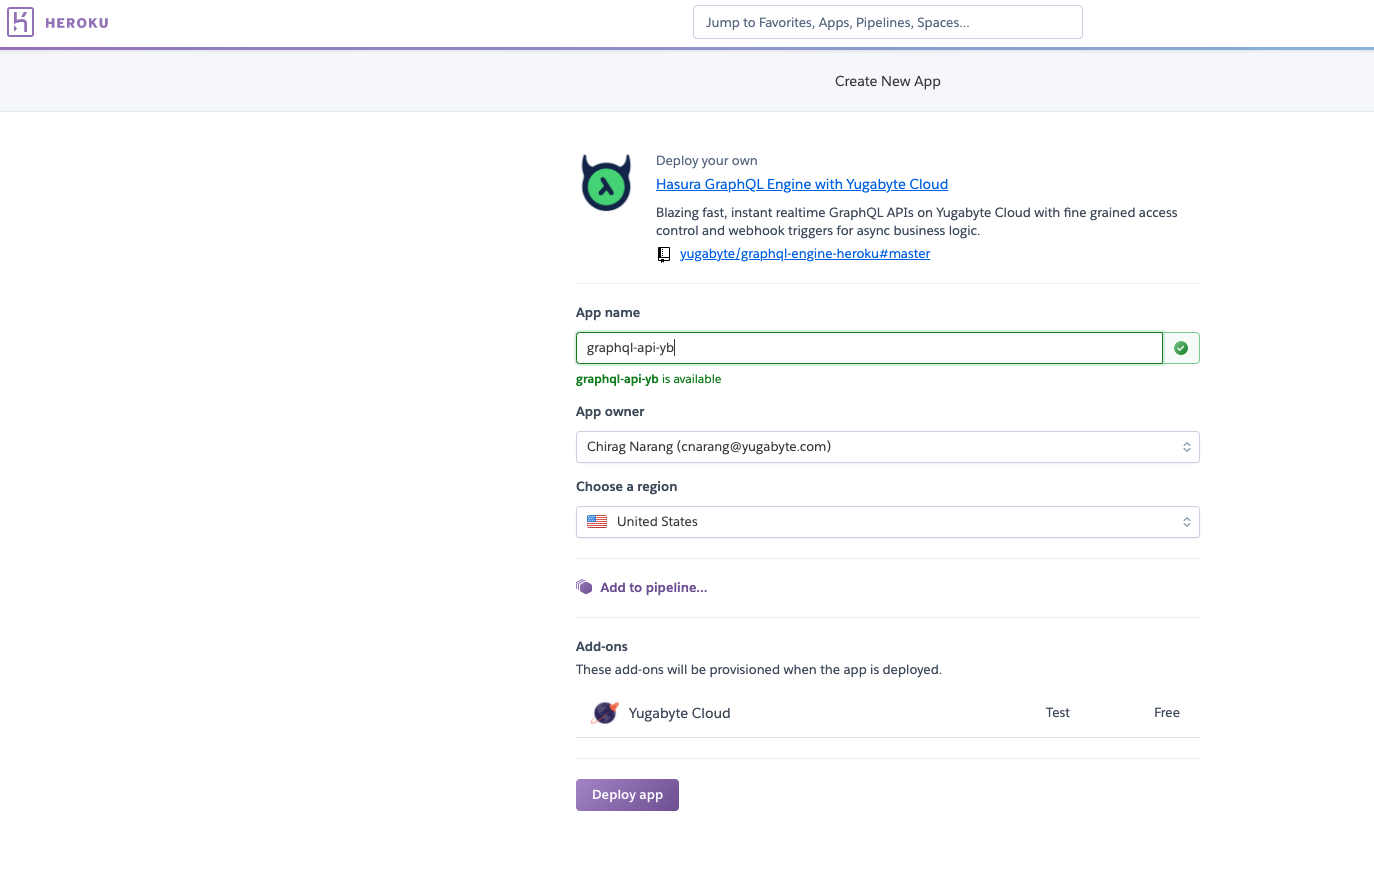 HEROKU
Jump to Favorites, Apps, Pipelines, Spaces...
Create New App
Deploy your own
Hasura GraphQL Engine with Yugabyte Cloud
Blazing fast, instant realtime GraphQL APIs on Yugabyte Cloud with fine grained access
control and webhook triggers for async business logic.
yugabyte/graphql-engine-heroku#master
App name
graphql-api-yb
graphql-api-yb is available
App owner
Chirag Narang (cnarang@yugabyte.com)
Choose a region
United States
Add to pipeline...
Add-ons
These add-ons will be provisioned when the app is deployed.
Yugabyte Cloud Test Free
Deploy app